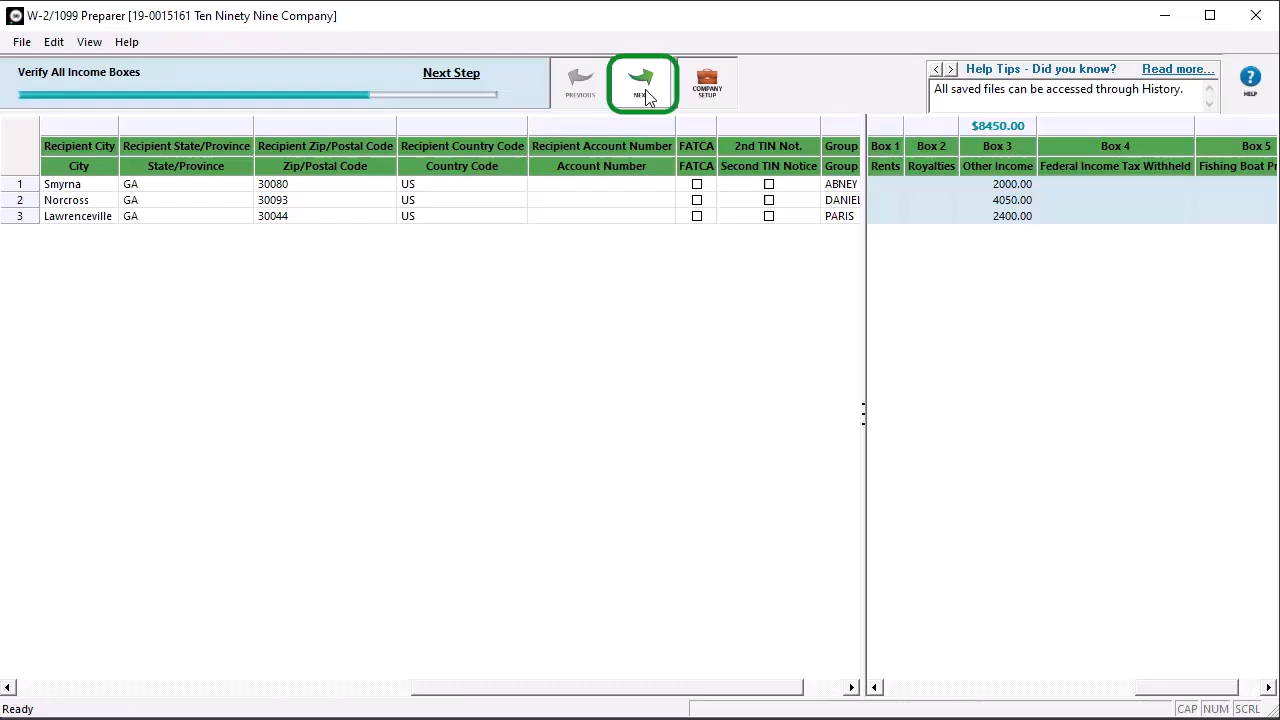 W-2/1099 Preparer [19-0015161 Ten Ninety Nine Company]
File Edit View Help
Verify All Income Boxes Next Step
PREVIOUS NEXT COMPANY SETUP
Help Tips - Did you know? Read more...
All saved files can be accessed through History.
HELP
$8450.00
Recipient City Recipient State/Province Recipient Zip/Postal Code Recipient Country Code Recipient Account Number FATCA 2nd TIN Not. Group Box 1 Box 2 Box 3 Box 4 Box 5
City State/Province Zip/Postal Code Country Code Account Number FATCA Second TIN Notice Group Rents Royalties Other Income Federal Income Tax Withheld Fishing Boat P
1 Smyrna GA 30080 US ABNEY 2000.00
2 Norcross GA 30093 US DANIEL 4050.00
3 Lawrenceville GA 30044 US PARIS 2400.00
Ready CAP NUM SCRL